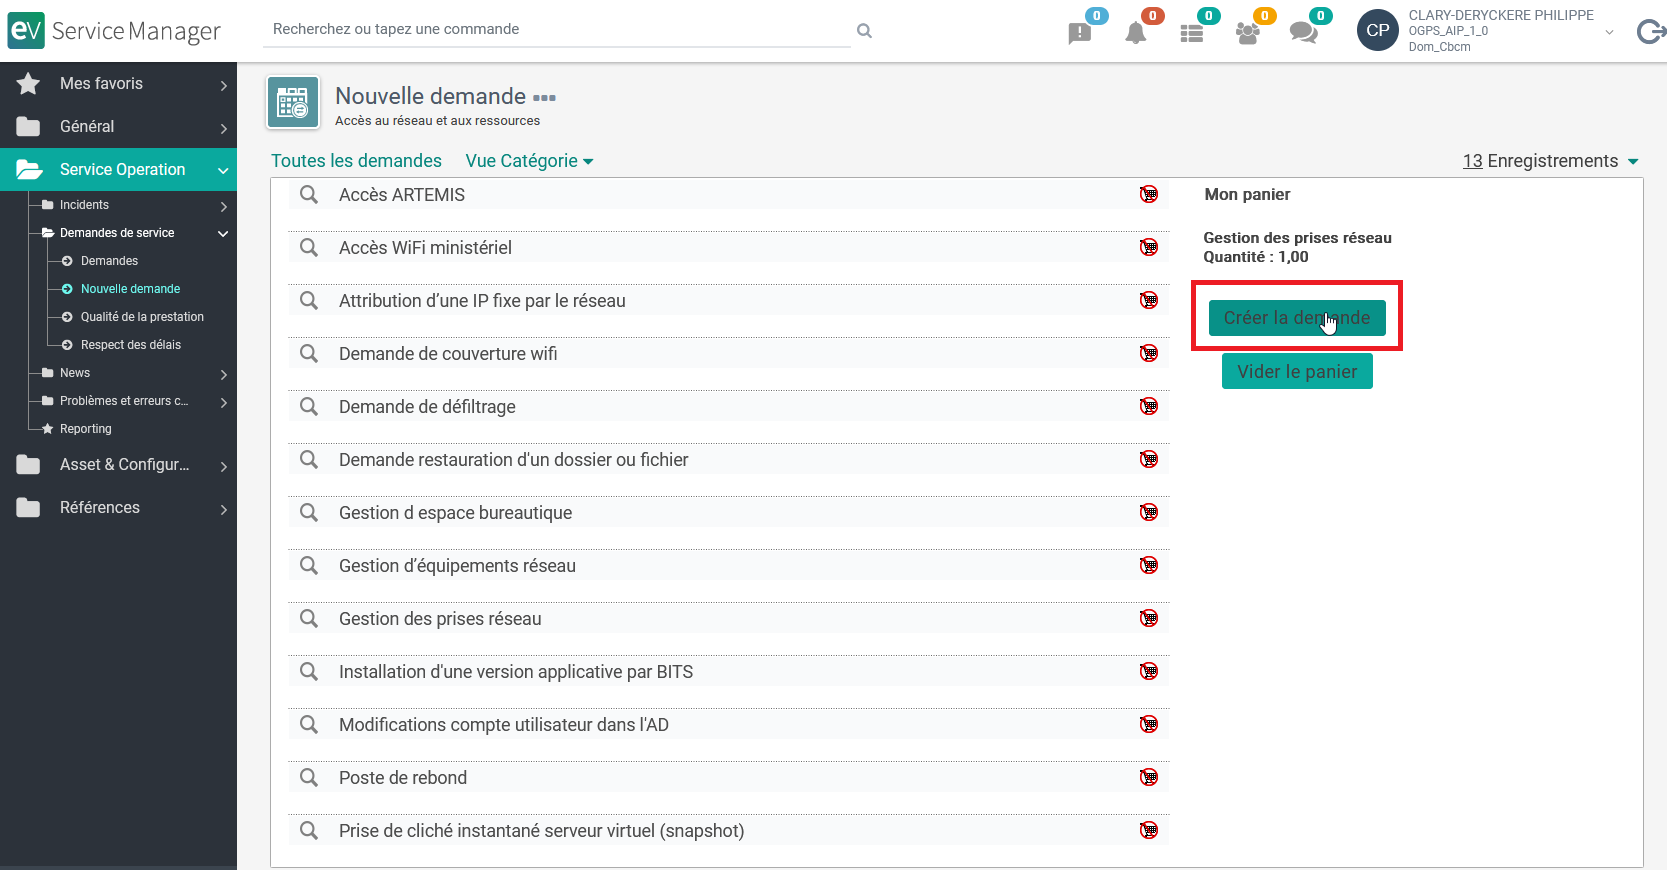 eV Service Manager
Recherchez ou tapez une commande
0
0
0
0
0
CP
CLARY-DERYCKERE PHILIPPE
OGPS_AIP_1_0
Dom_Cbcm
Mes favoris
Général
Service Operation
Incidents
Demandes de service
Demandes
Nouvelle demande
Qualité de la prestation
Respect des délais
News
Problèmes et erreurs c...
Reporting
Asset & Configur...
Références
Nouvelle demande
Accès au réseau et aux ressources
Toutes les demandes Vue Catégorie
13 Enregistrements
Accès ARTEMIS
Accès WiFi ministériel
Attribution d’une IP fixe par le réseau
Demande de couverture wifi
Demande de défiltrage
Demande restauration d'un dossier ou fichier
Gestion d espace bureautique
Gestion d’équipements réseau
Gestion des prises réseau
Installation d'une version applicative par BITS
Modifications compte utilisateur dans l'AD
Poste de rebond
Prise de cliché instantané serveur virtuel (snapshot)
Mon panier
Gestion des prises réseau
Quantité : 1,00
Créer la demande
Vider le panier